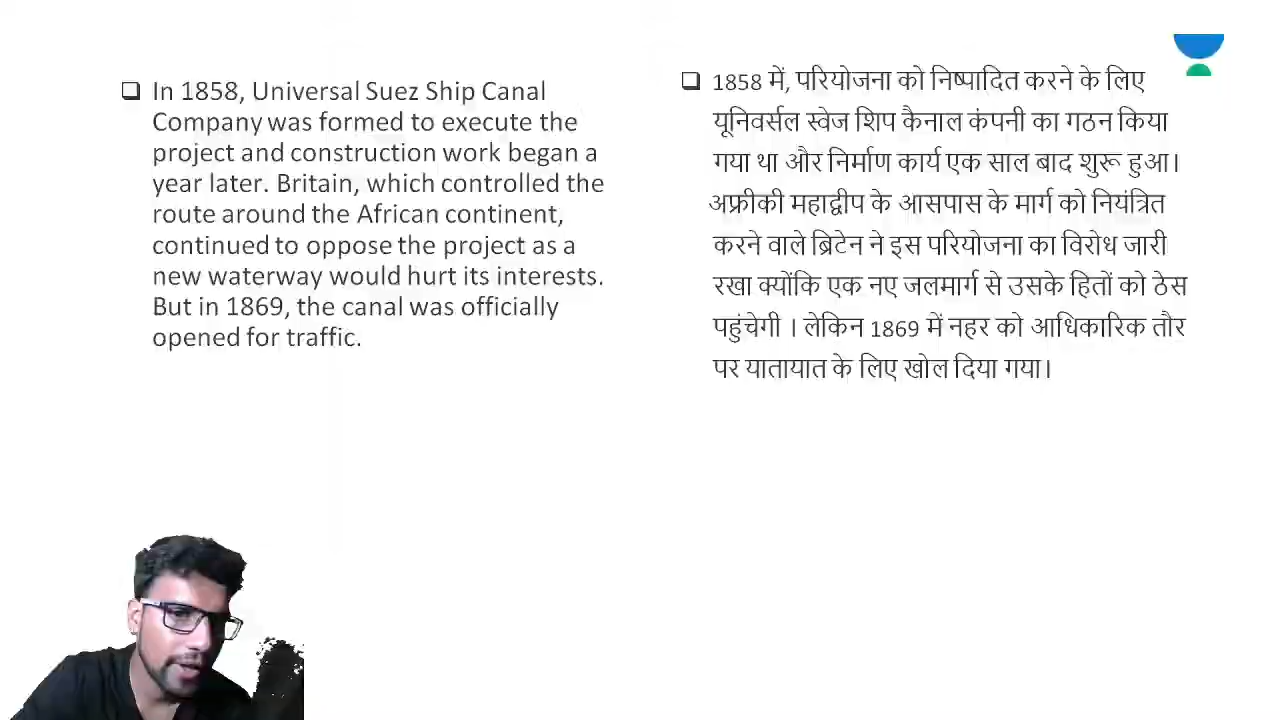 In 1858, Universal Suez Ship Canal
Company was formed to execute the
project and construction work began a
year later. Britain, which controlled the
route around the African continent,
continued to oppose the project as a
new waterway would hurt its interests.
But in 1869, the canal was officially
opened for traffic.
1858 में, परियोजना को निष्पादित करने के लिए
यूनिवर्सल स्वेज शिप कैनाल कंपनी का गठन किया
गया था और निर्माण कार्य एक साल बाद शुरू हुआ।
अफ्रीकी महाद्वीप के आसपास के मार्ग को नियंत्रित
करने वाले ब्रिटेन ने इस परियोजना का विरोध जारी
रखा क्योंकि एक नए जलमार्ग से उसके हितों को ठेस
पहुंचेगी । लेकिन 1869 में नहर को आधिकारिक तौर
पर यातायात के लिए खोल दिया गया।